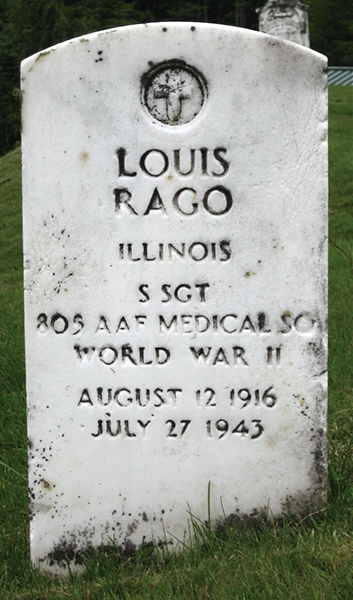 LOUIS
RAGO
ILLINOIS
S SGT
805 AAF MEDICAL SQ
WORLD WAR II
AUGUST 12 1916
JULY 27 1943